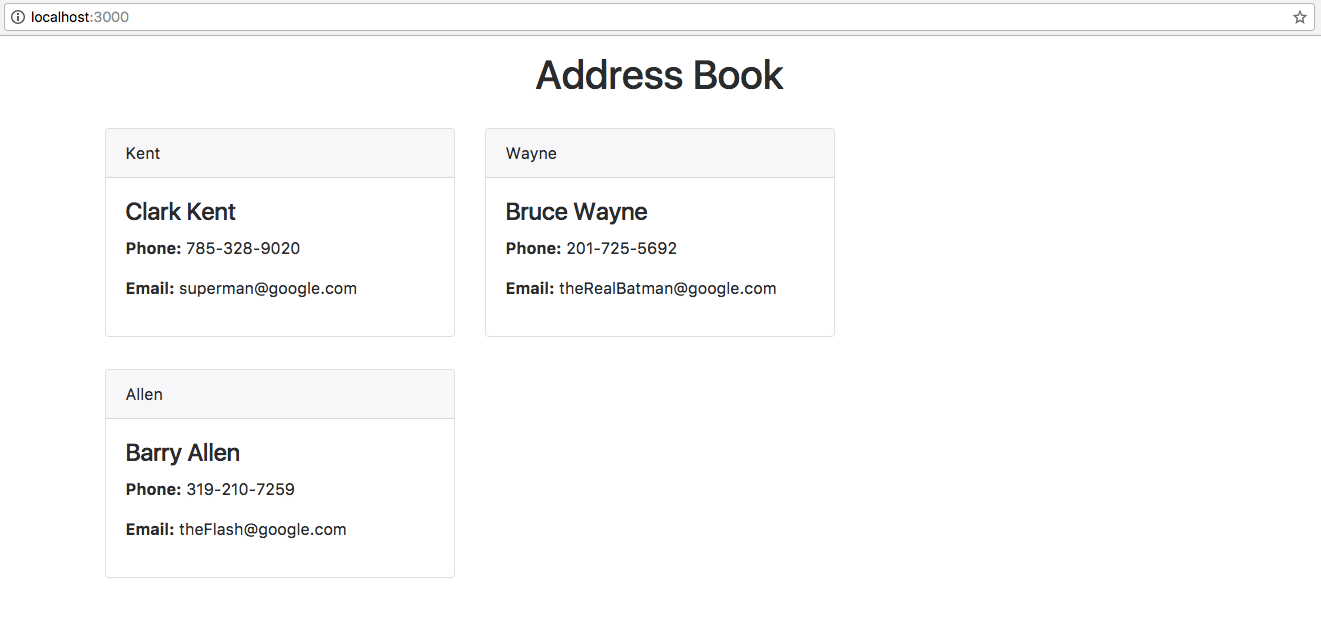 localhost:3000
Address Book
Kent
Clark Kent
Phone: 785-328-9020
Email: superman@google.com
Wayne
Bruce Wayne
Phone: 201-725-5692
Email: theRealBatman@google.com
Allen
Barry Allen
Phone: 319-210-7259
Email: theFlash@google.com